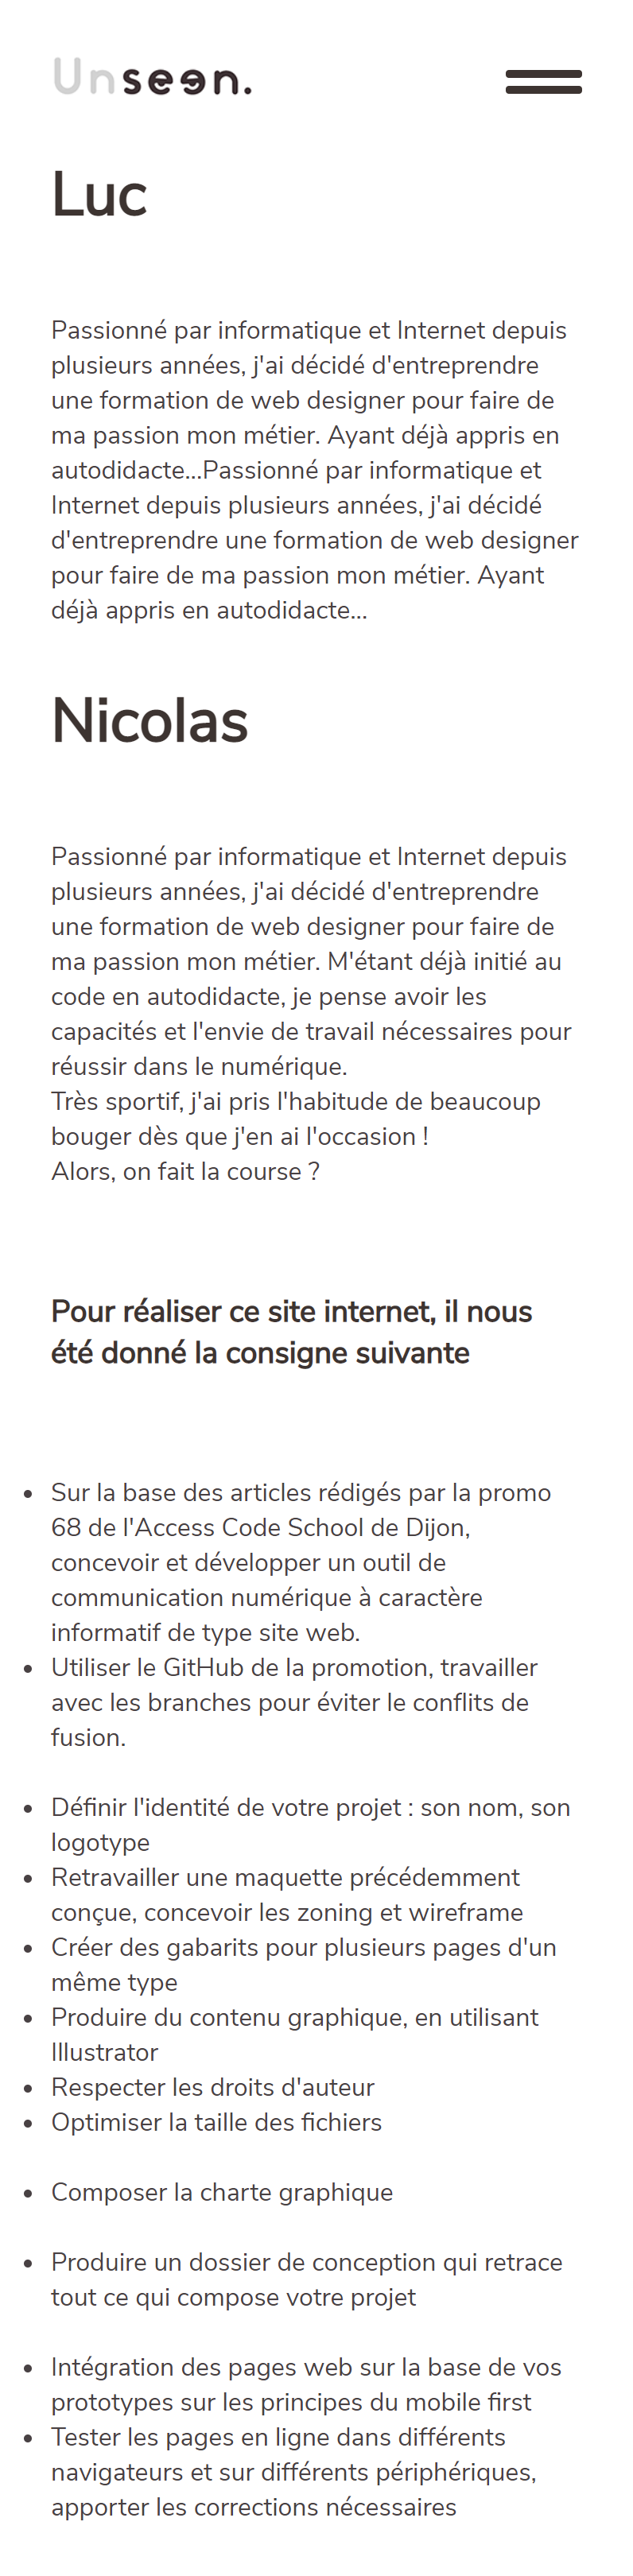 Unseen.
Luc
Passionné par informatique et Internet depuis
plusieurs années, j'ai décidé d'entreprendre
une formation de web designer pour faire de
ma passion mon métier. Ayant déjà appris en
autodidacte...Passionné par informatique et
Internet depuis plusieurs années, j'ai décidé
d'entreprendre une formation de web designer
pour faire de ma passion mon métier. Ayant
déjà appris en autodidacte...
Nicolas
Passionné par informatique et Internet depuis
plusieurs années, j'ai décidé d'entreprendre
une formation de web designer pour faire de
ma passion mon métier. M'étant déjà initié au
code en autodidacte, je pense avoir les
capacités et l'envie de travail nécessaires pour
réussir dans le numérique.
Très sportif, j'ai pris l'habitude de beaucoup
bouger dès que j'en ai l'occasion !
Alors, on fait la course ?
Pour réaliser ce site internet, il nous
été donné la consigne suivante
• Sur la base des articles rédigés par la promo
68 de l'Access Code School de Dijon,
concevoir et développer un outil de
communication numérique à caractère
informatif de type site web.
• Utiliser le GitHub de la promotion, travailler
avec les branches pour éviter le conflits de
fusion.
• Définir l'identité de votre projet : son nom, son
logotype
• Retravailler une maquette précédemment
conçue, concevoir les zoning et wireframe
• Créer des gabarits pour plusieurs pages d'un
même type
• Produire du contenu graphique, en utilisant
Illustrator
• Respecter les droits d'auteur
• Optimiser la taille des fichiers
• Composer la charte graphique
• Produire un dossier de conception qui retrace
tout ce qui compose votre projet
• Intégration des pages web sur la base de vos
prototypes sur les principes du mobile first
• Tester les pages en ligne dans différents
navigateurs et sur différents périphériques,
apporter les corrections nécessaires